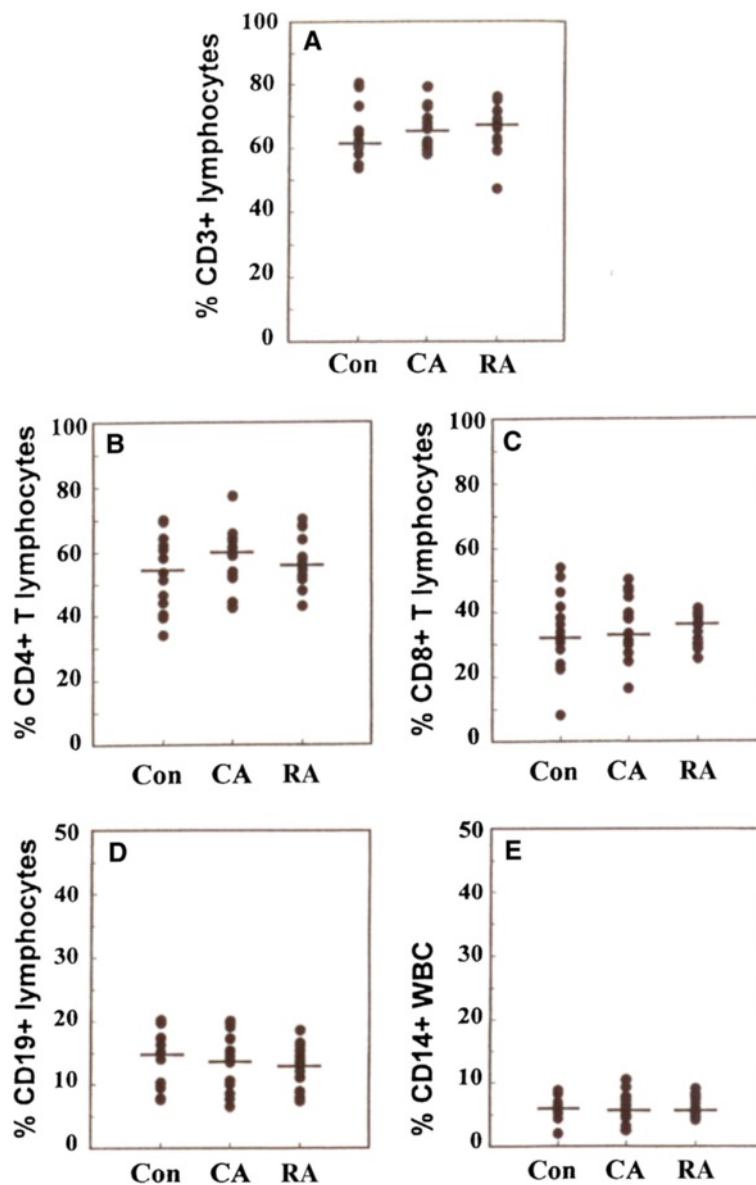 A
% CD3+ lymphocytes
100
80
60
40
20
0
Con CA RA
B
% CD4+ T lymphocytes
100
80
60
40
20
0
Con CA RA
C
% CD8+ T lymphocytes
100
80
60
40
20
0
Con CA RA
D
% CD19+ lymphocytes
50
40
30
20
10
0
Con CA RA
E
% CD14+ WBC
50
40
30
20
10
0
Con CA RA